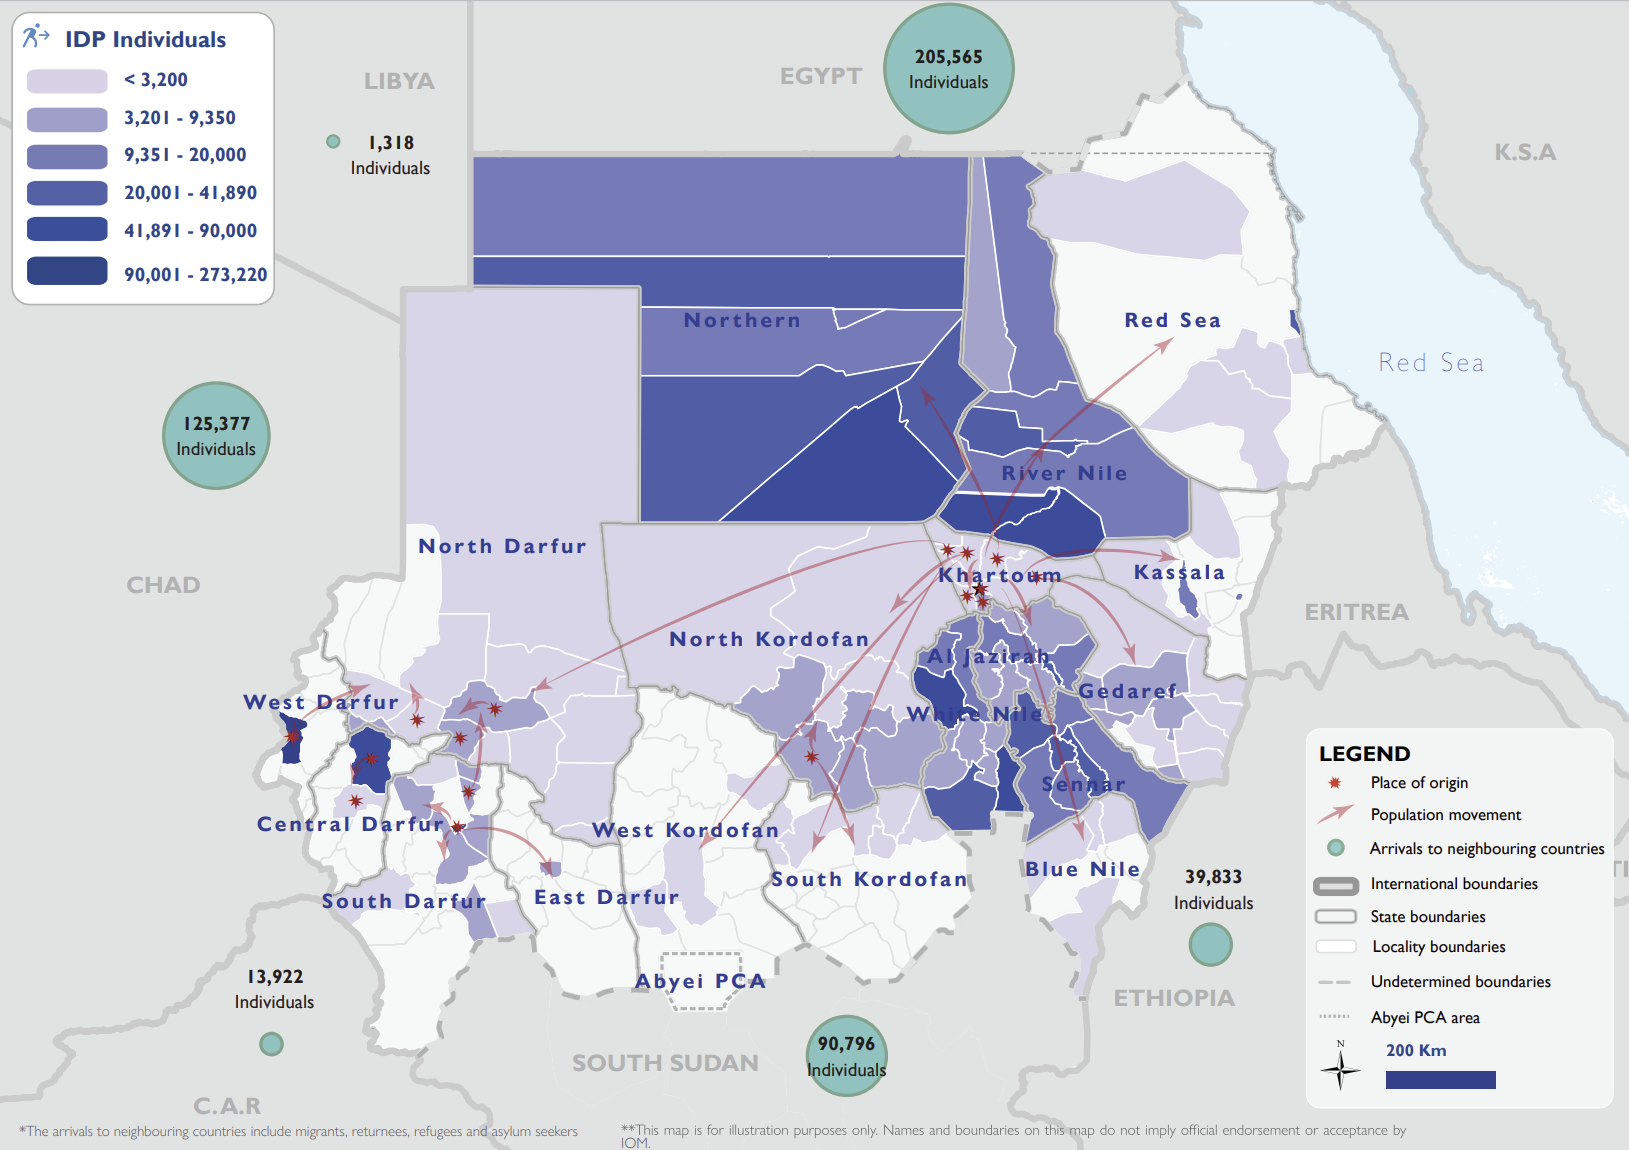 IDP Individuals
< 3,200
3,201 - 9,350
9,351 - 20,000
20,001 - 41,890
41,891 - 90,000
90,001 - 273,220
LIBYA
1,318
Individuals
EGYPT
205,565
Individuals
K.S.A
Northern
Red Sea
Red Sea
125,377
Individuals
River Nile
North Darfur
CHAD
Khartoum
Kassala
ERITREA
North Kordofan
Al Jazirah
West Darfur
White Nile
Gedaref
Sennar
Central Darfur
West Kordofan
South Darfur
East Darfur
South Kordofan
Blue Nile
39,833
Individuals
13,922
Individuals
Abyei PCA
ETHIOPIA
SOUTH SUDAN
90,796
Individuals
C.A.R
LEGEND
Place of origin
Population movement
Arrivals to neighbouring countries
International boundaries
State boundaries
Locality boundaries
Undetermined boundaries
Abyei PCA area
N
200 Km
*The arrivals to neighbouring countries include migrants, returnees, refugees and asylum seekers
**This map is for illustration purposes only. Names and boundaries on this map do not imply official endorsement or acceptance by
IOM.